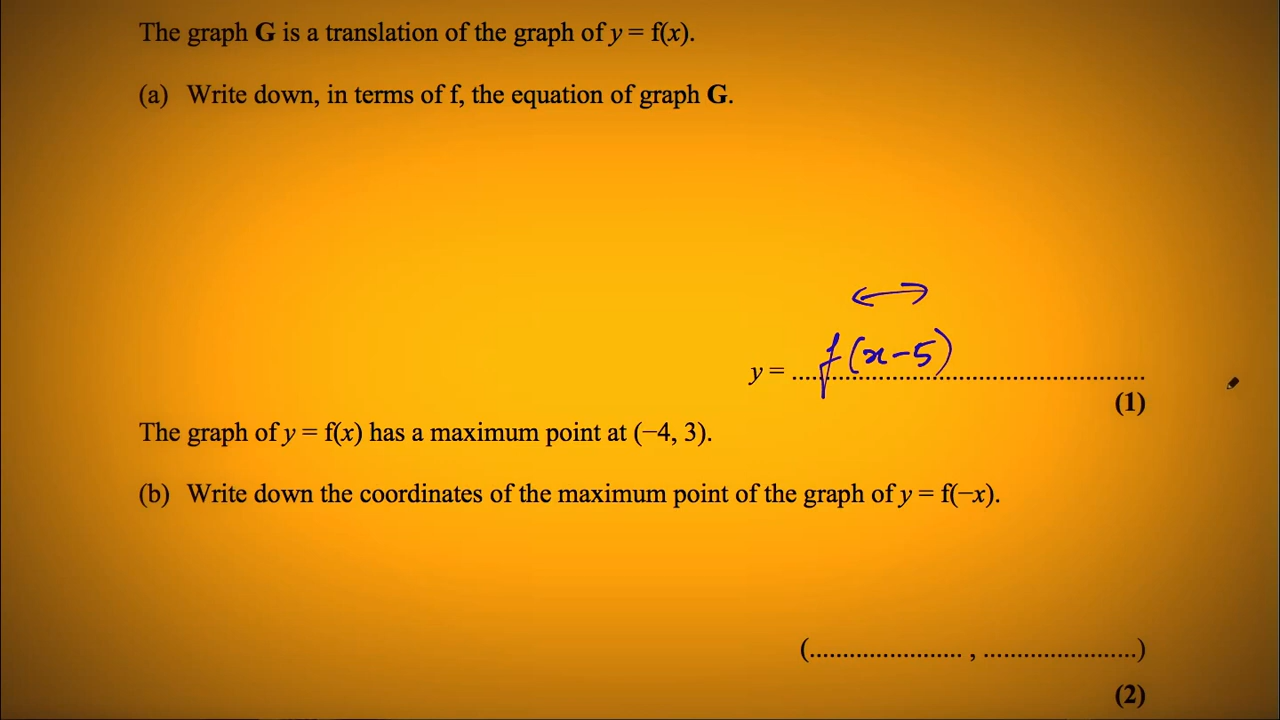 The graph G is a translation of the graph of y = f(x).
(a) Write down, in terms of f, the equation of graph G.
y = f(x−5)
(1)
The graph of y = f(x) has a maximum point at (−4, 3).
(b) Write down the coordinates of the maximum point of the graph of y = f(−x).
(....................... , .......................)
(2)